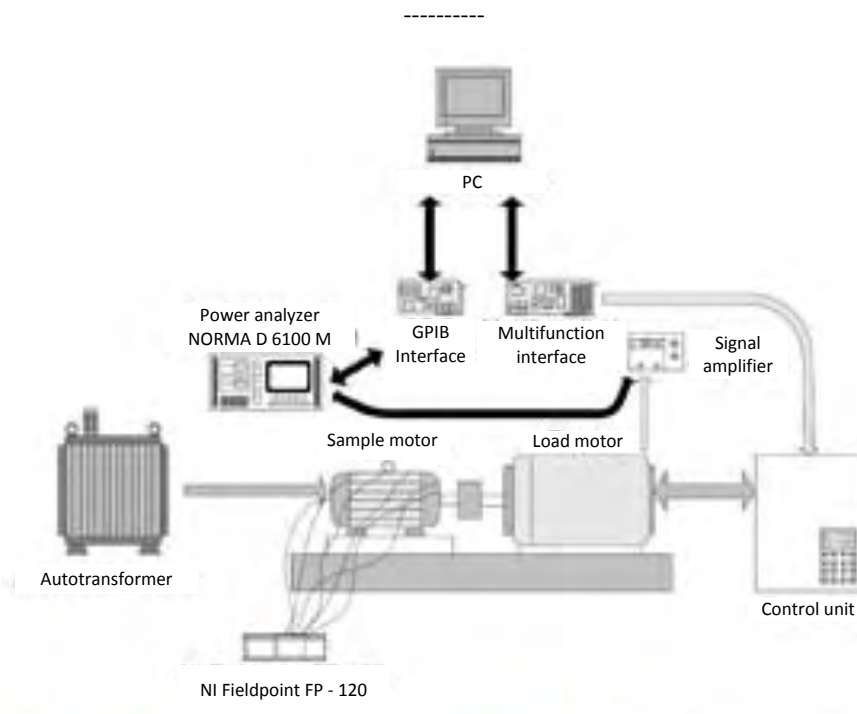 ----------
PC
Power analyzer
NORMA D 6100 M
GPIB
Interface
Multifunction
interface
Signal
amplifier
Sample motor
Load motor
Autotransformer
Control unit
NI Fieldpoint FP - 120